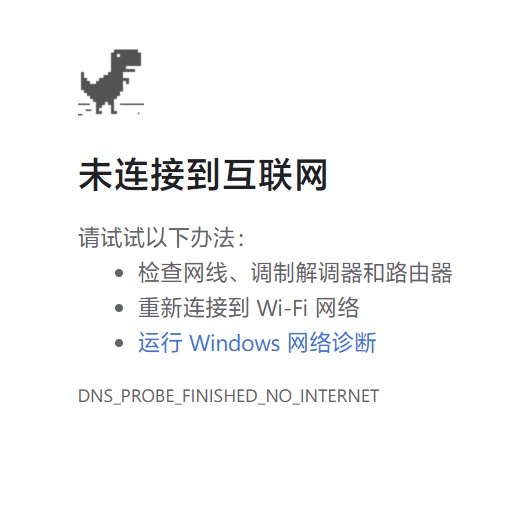 未连接到互联网
请试试以下办法：
检查网线、调制解调器和路由器
重新连接到 Wi-Fi 网络
运行 Windows 网络诊断
DNS_PROBE_FINISHED_NO_INTERNET